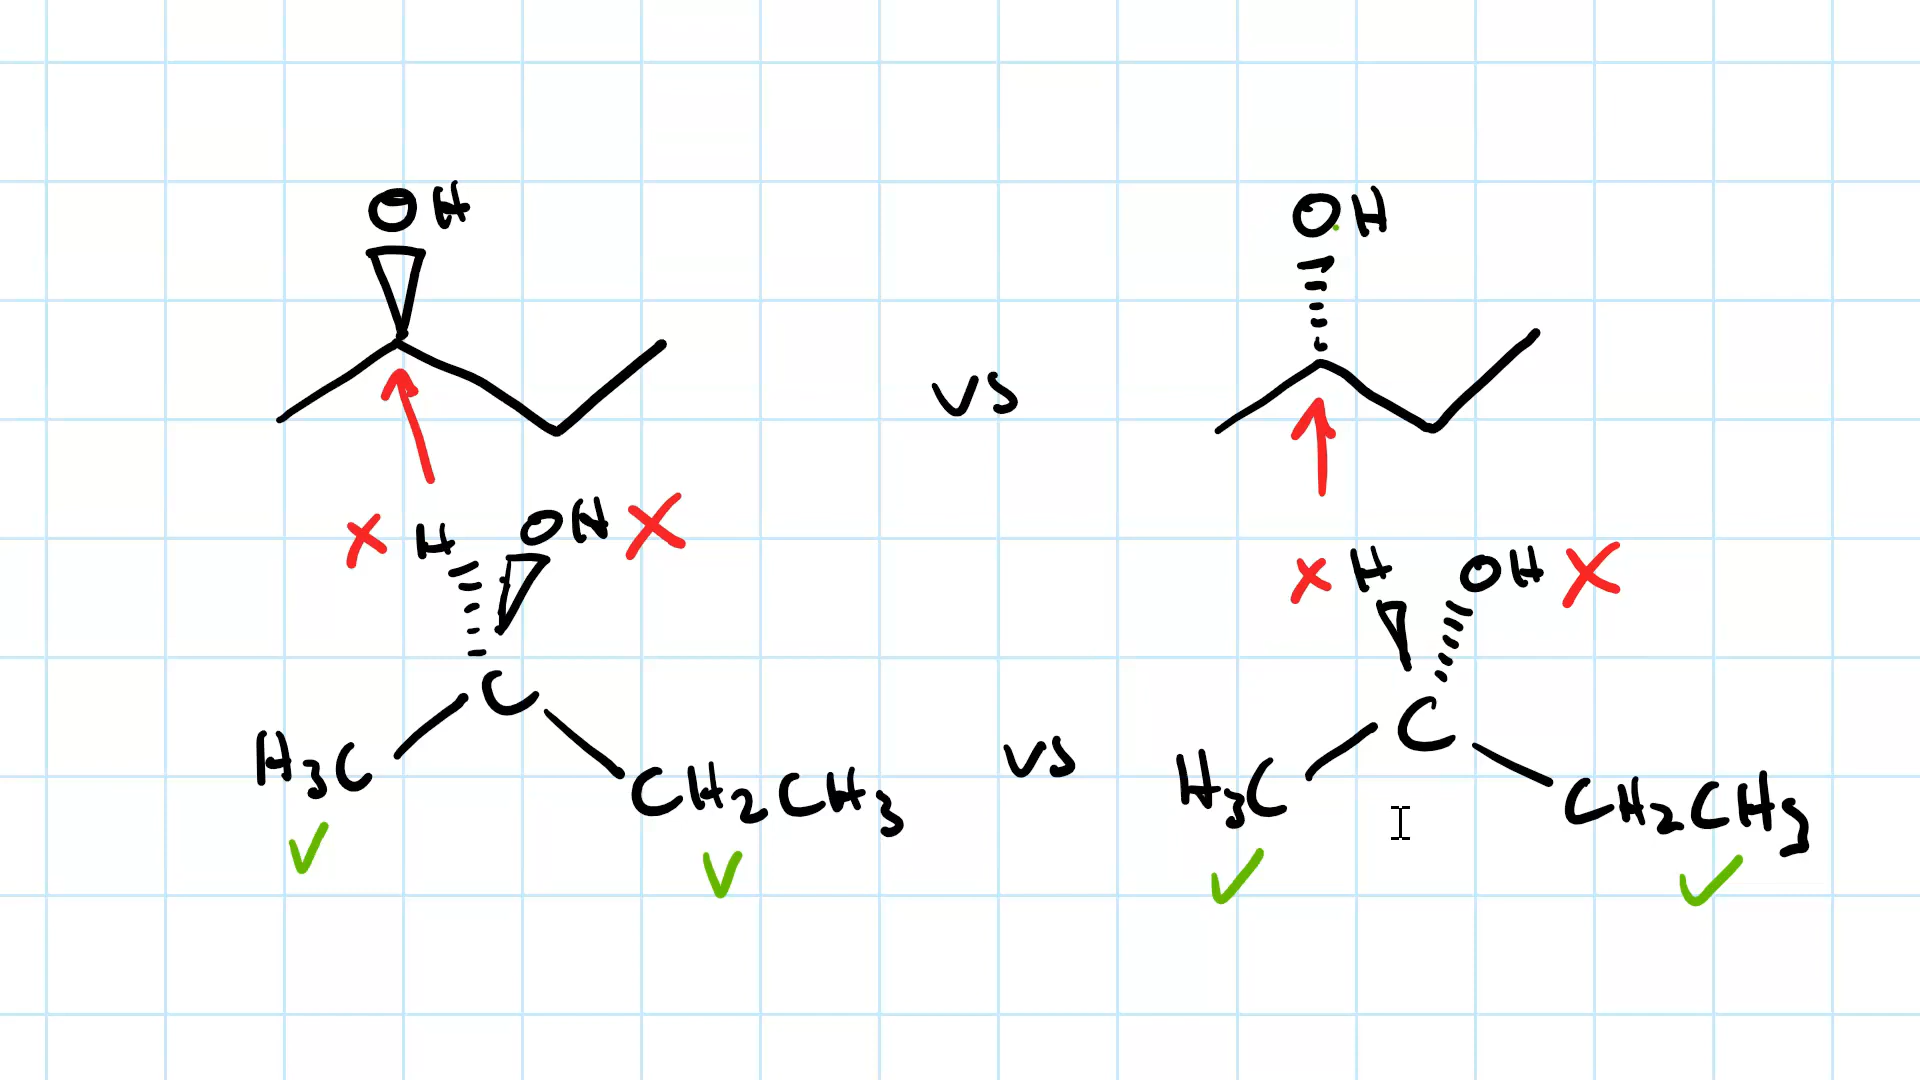 OH OH
vs
H OH H OH
C C
H3C CH2CH3 vs H3C CH2CH3